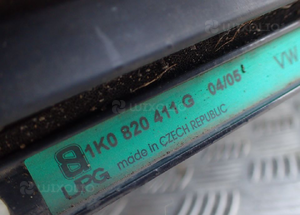 1K0 820 411 G 04/05
VW
made in CZECH REPUBLIC